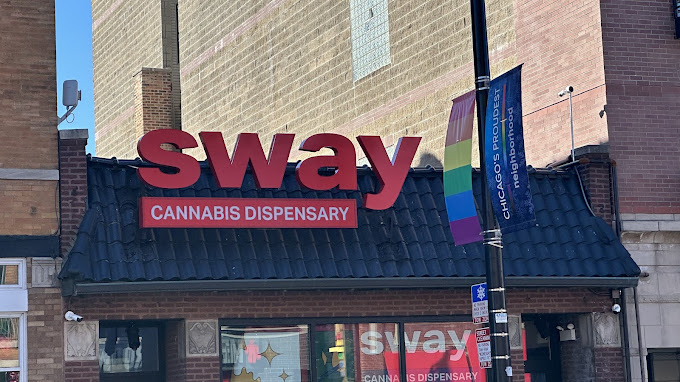 sway
CANNABIS DISPENSARY
CHICAGO'S PROUDEST
neighborhood
sway
CANNABIS DISPENSARY